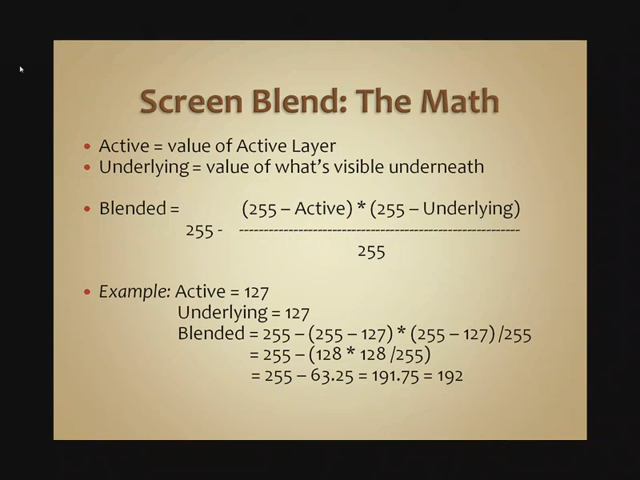 Screen Blend: The Math
• Active = value of Active Layer
• Underlying = value of what's visible underneath
• Blended = (255 – Active) * (255 – Underlying)
255 - --------------------------------------------------------
255
• Example: Active = 127
Underlying = 127
Blended = 255 – (255 – 127) * (255 – 127) /255
= 255 – (128 * 128 /255)
= 255 – 63.25 = 191.75 = 192